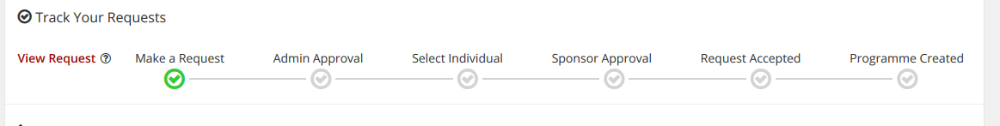 Track Your Requests
View Request Make a Request Admin Approval Select Individual Sponsor Approval Request Accepted Programme Created